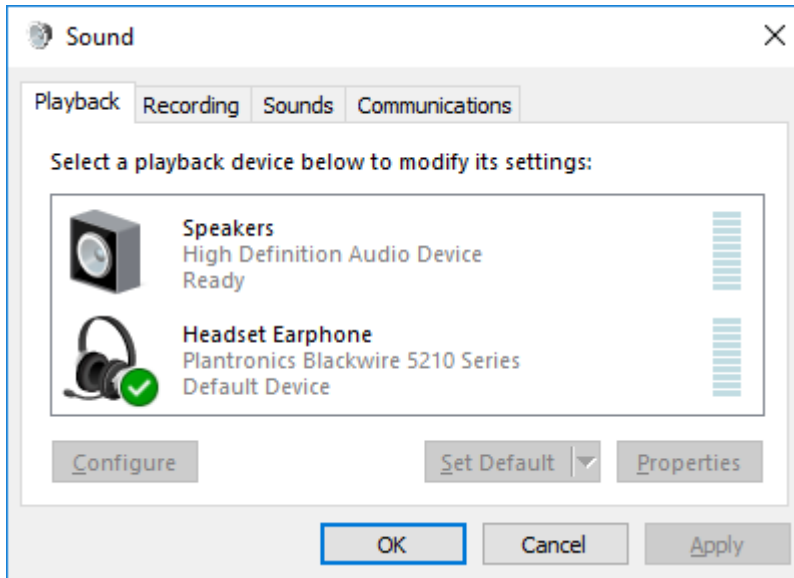 Sound
Playback Recording Sounds Communications
Select a playback device below to modify its settings:
Speakers
High Definition Audio Device
Ready
Headset Earphone
Plantronics Blackwire 5210 Series
Default Device
Configure Set Default Properties
OK Cancel Apply